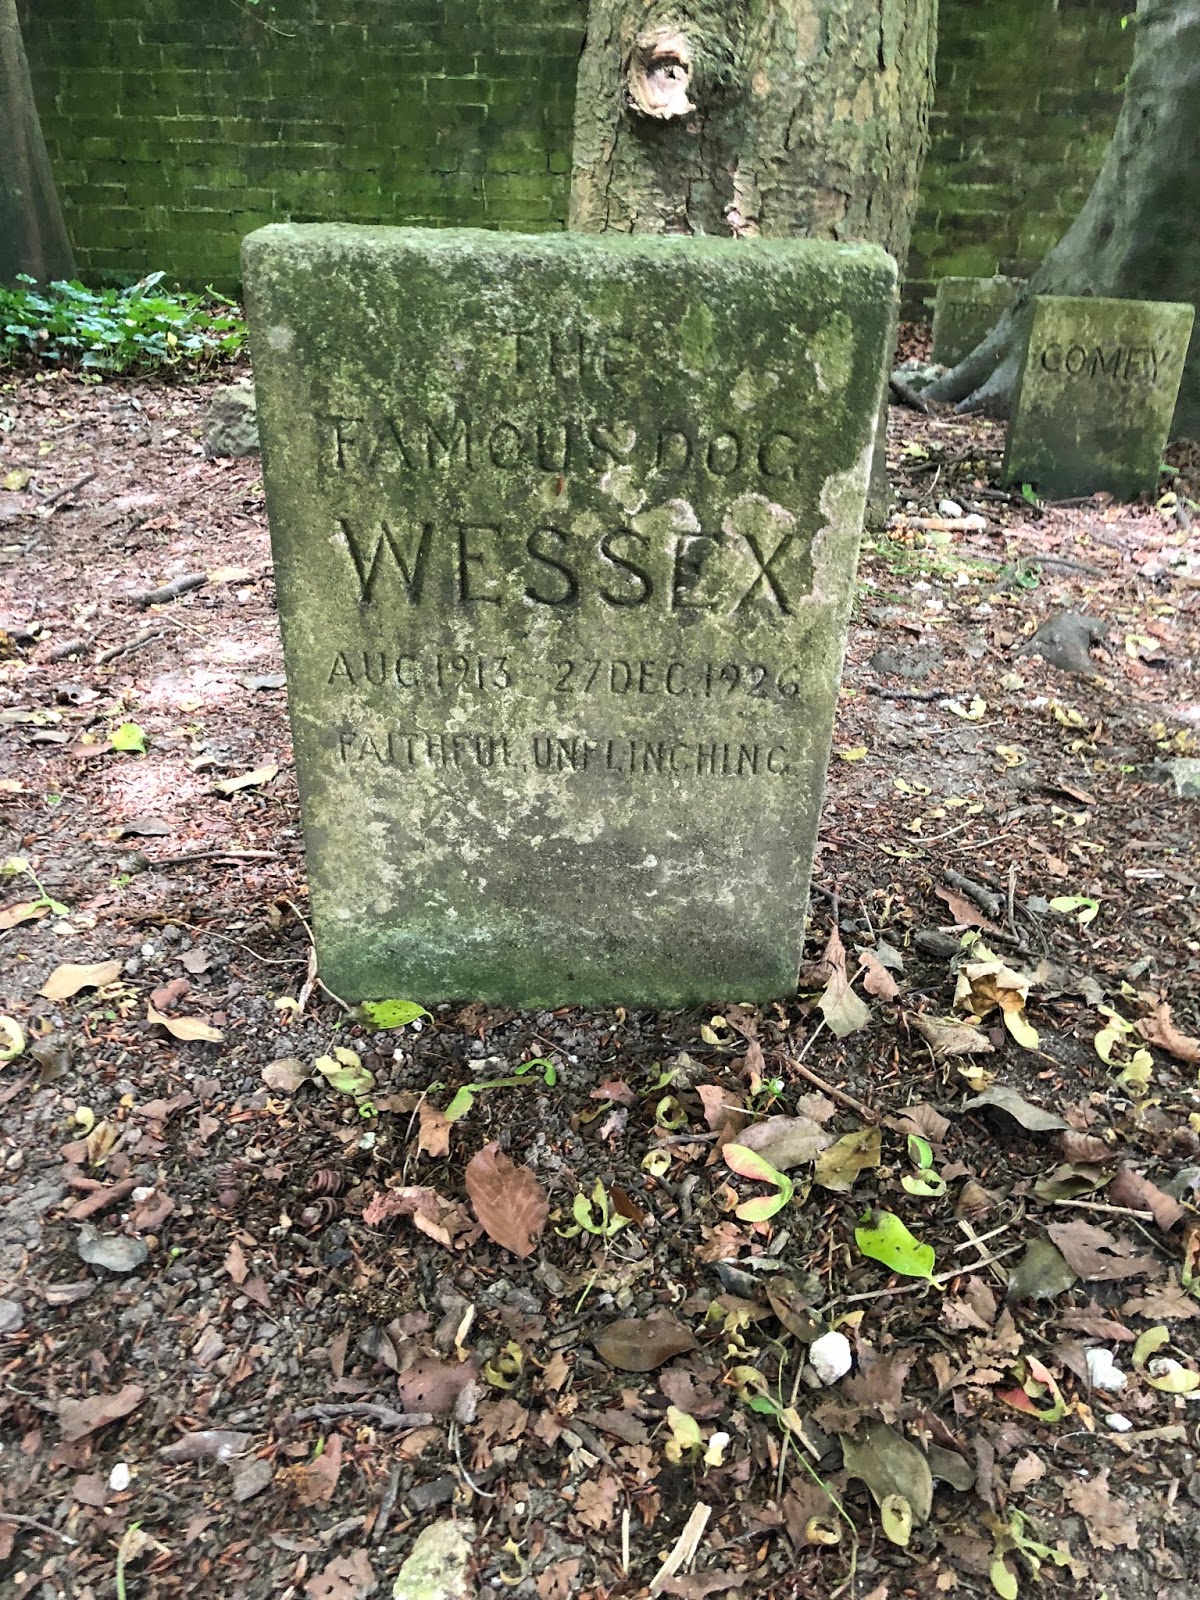 THE
FAMOUS DOG
WESSEX
AUG. 1913 - 27 DEC. 1926
FAITHFUL, UNFLINCHING.
COMFY